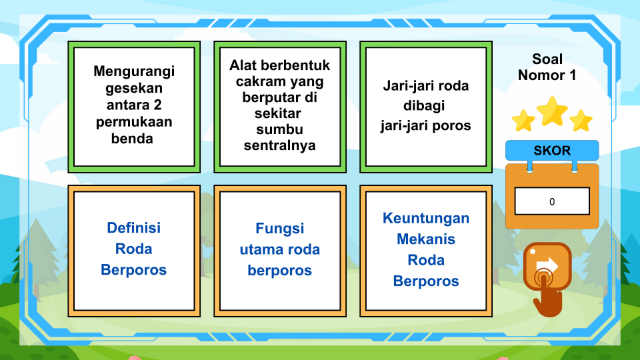 Mengurangi
gesekan
antara 2
permukaan
benda
Alat berbentuk
cakram yang
berputar di
sekitar
sumbu
sentralnya
Jari-jari roda
dibagi
jari-jari poros
Soal
Nomor 1
SKOR
0
Definisi
Roda
Berporos
Fungsi
utama roda
berporos
Keuntungan
Mekanis
Roda
Berporos